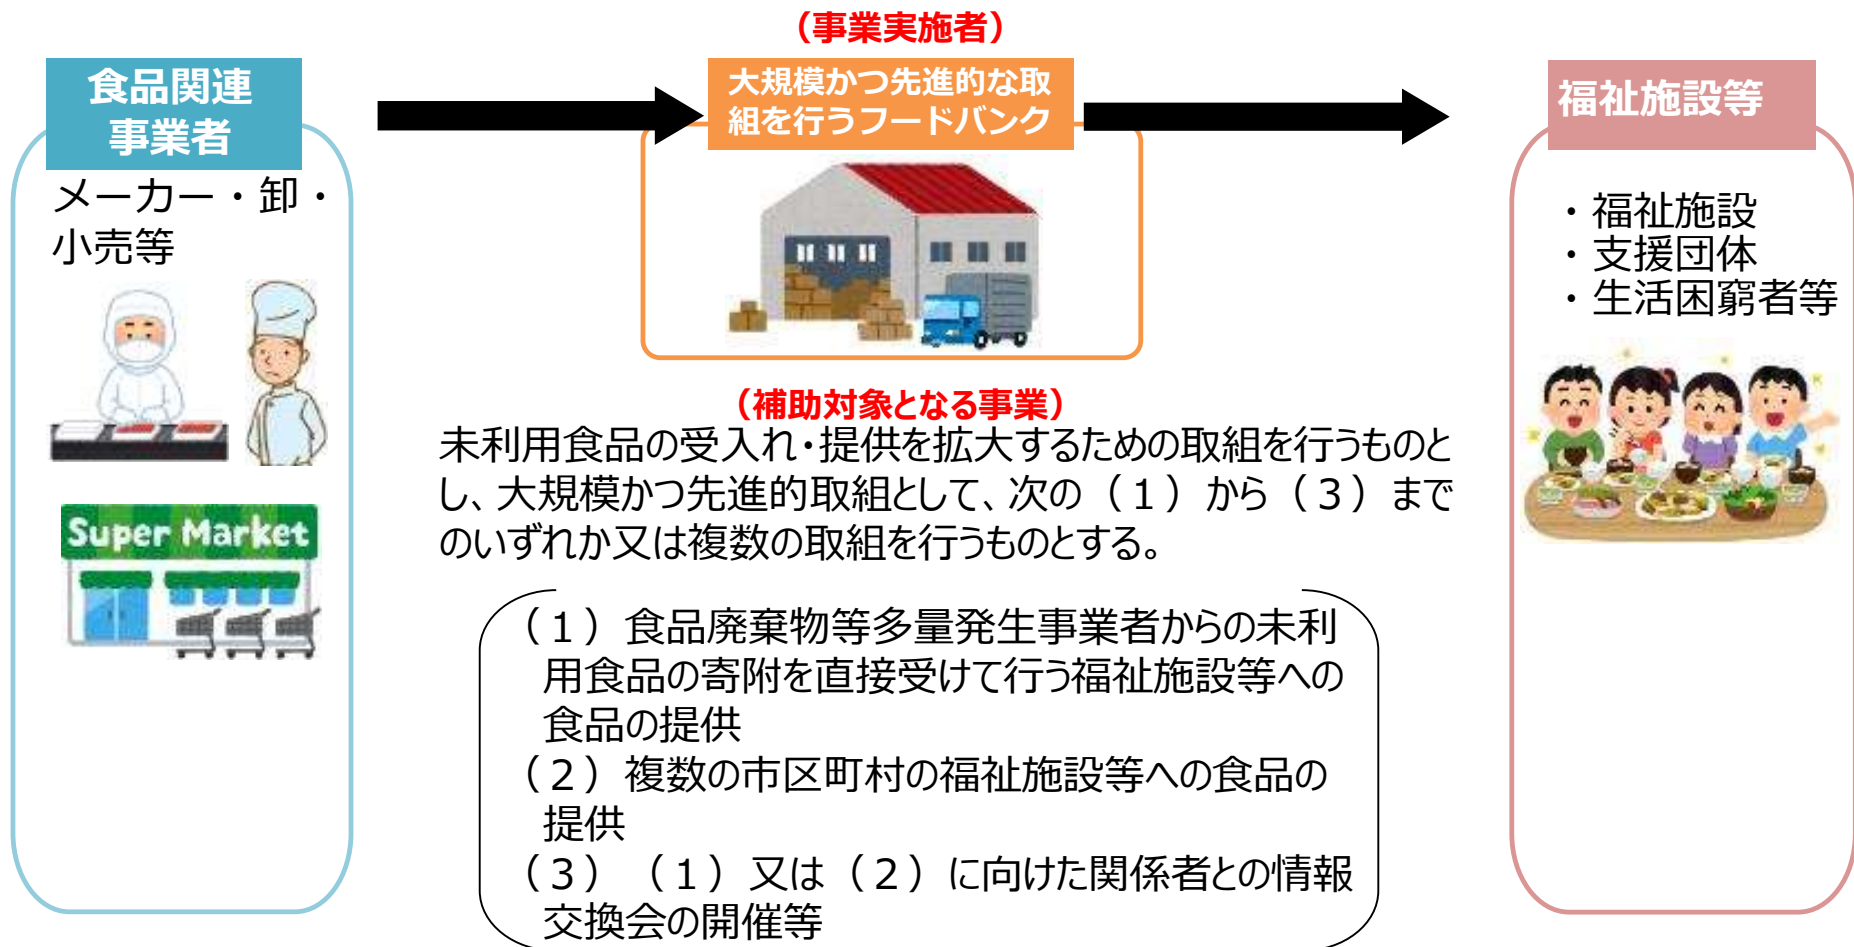 (事業実施者)
食品関連
事業者
メーカー・卸・
小売等
Super Market
大規模かつ先進的な取
組を行うフードバンク
福祉施設等
・福祉施設
・支援団体
・生活困窮者等
(補助対象となる事業)
未利用食品の受入れ・提供を拡大するための取組を行うものと
し、大規模かつ先進的取組として、次の（１）から（３）まで
のいずれか又は複数の取組を行うものとする。
（１）食品廃棄物等多量発生事業者からの未利
用食品の寄附を直接受けて行う福祉施設等への
食品の提供
（２）複数の市区町村の福祉施設等への食品の
提供
（３）（１）又は（２）に向けた関係者との情報
交換会の開催等